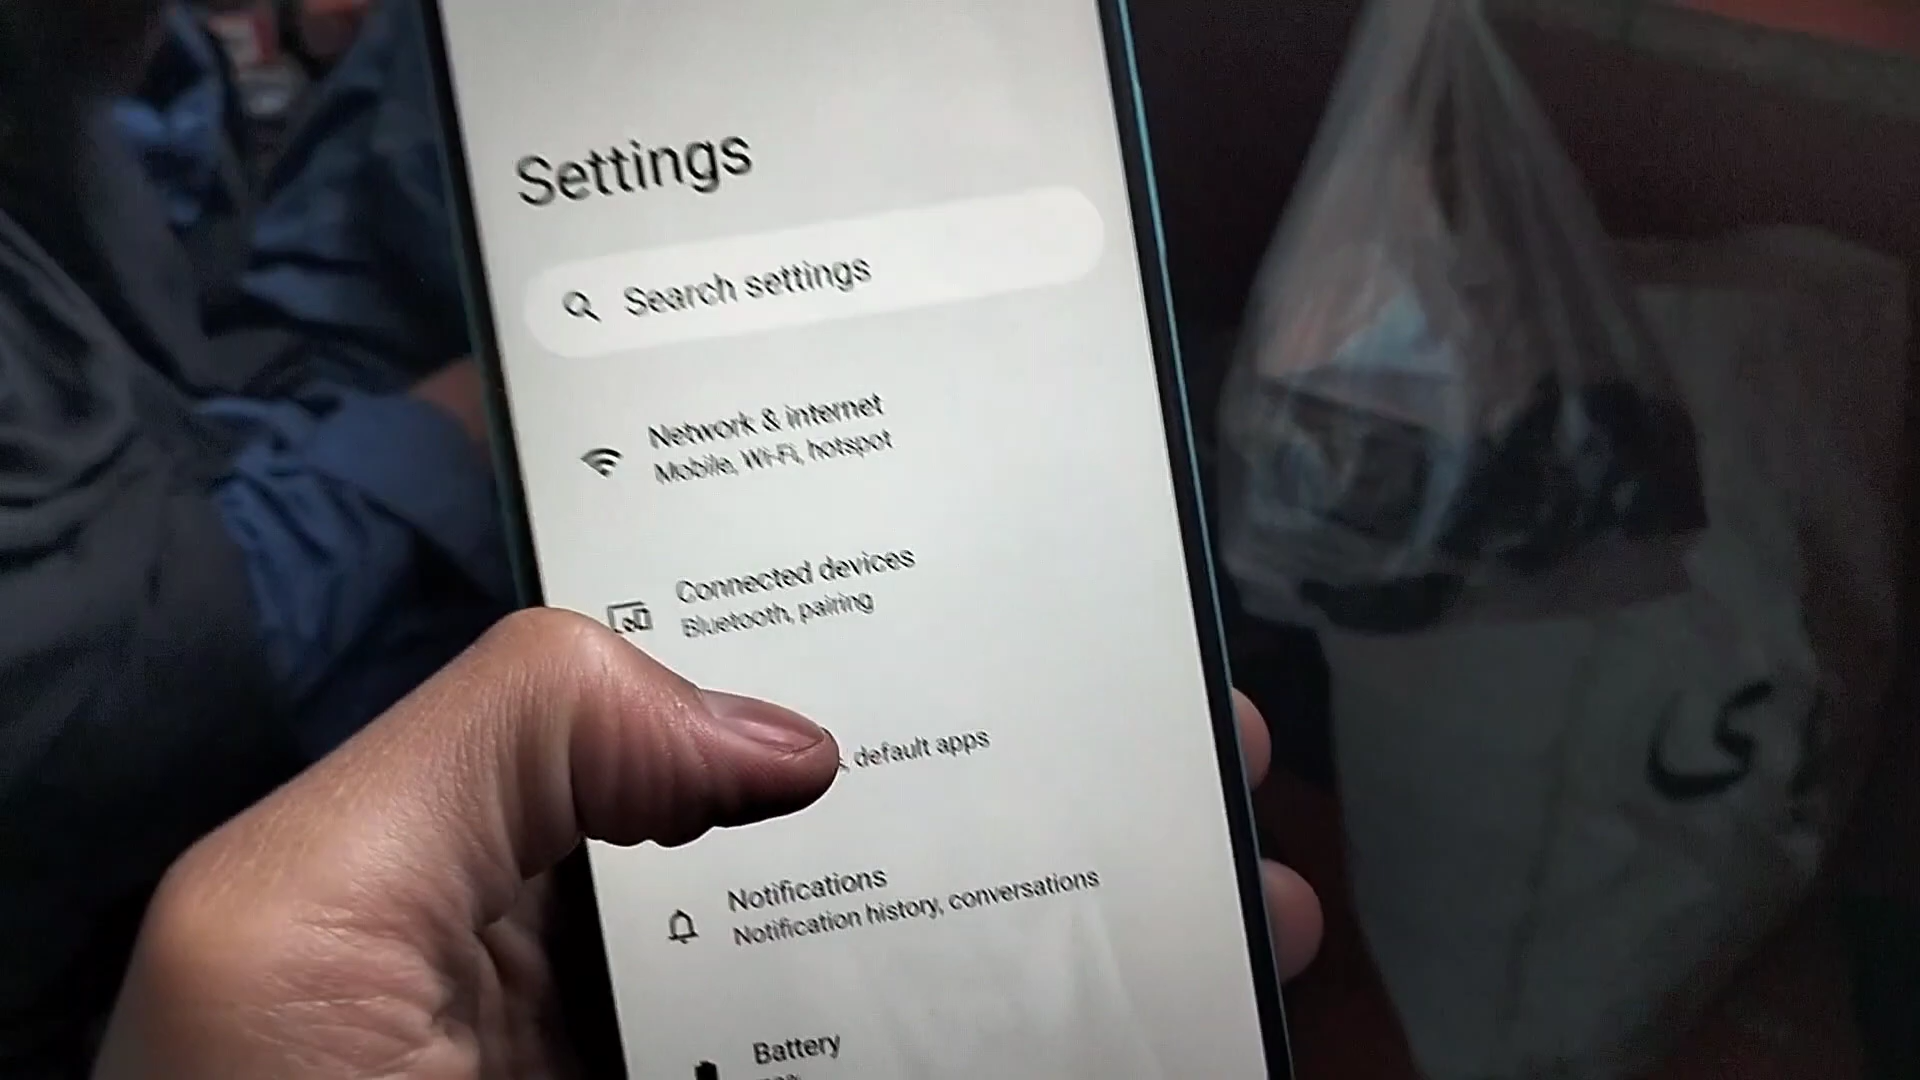 Settings
Search settings
Network & internet
Mobile, Wi-Fi, hotspot
Connected devices
Bluetooth, pairing
, default apps
Notifications
Notification history, conversations
Battery
ی